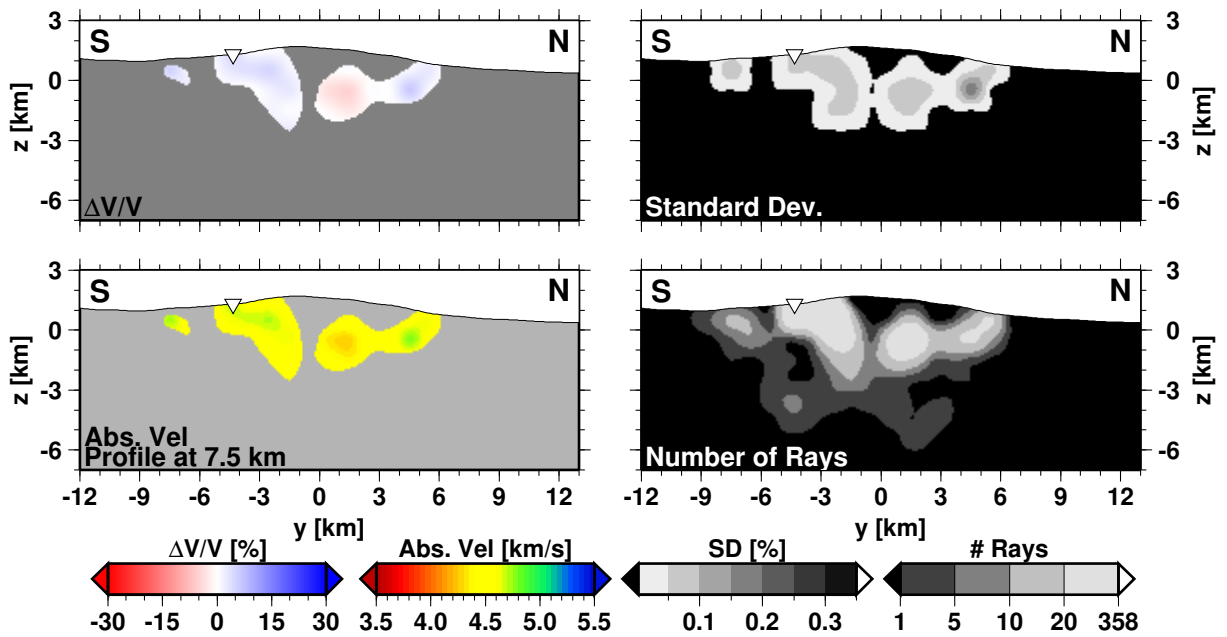 3
3
S N
S N
0
0
z [km]
z [km]
-3
-3
-6
-6
ΔV/V
Standard Dev.
3
3
S N
S N
0
0
z [km]
z [km]
-3
-3
Abs. Vel
-6
-6
Profile at 7.5 km
Number of Rays
-12 -9 -6 -3 0 3 6 9 12
-12 -9 -6 -3 0 3 6 9 12
y [km]
y [km]
ΔV/V [%]
Abs. Vel [km/s]
SD [%]
# Rays
-30 -15 0 15 30
3.5 4.0 4.5 5.0 5.5
0.1 0.2 0.3
1 5 10 20 358